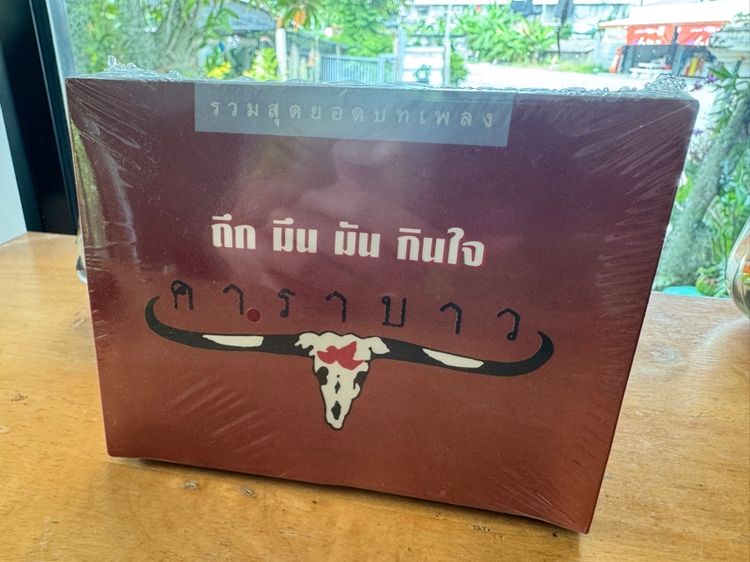 รวมสุดยอดบทเพลง
ถึก มึน มัน กินใจ
คาราบาว